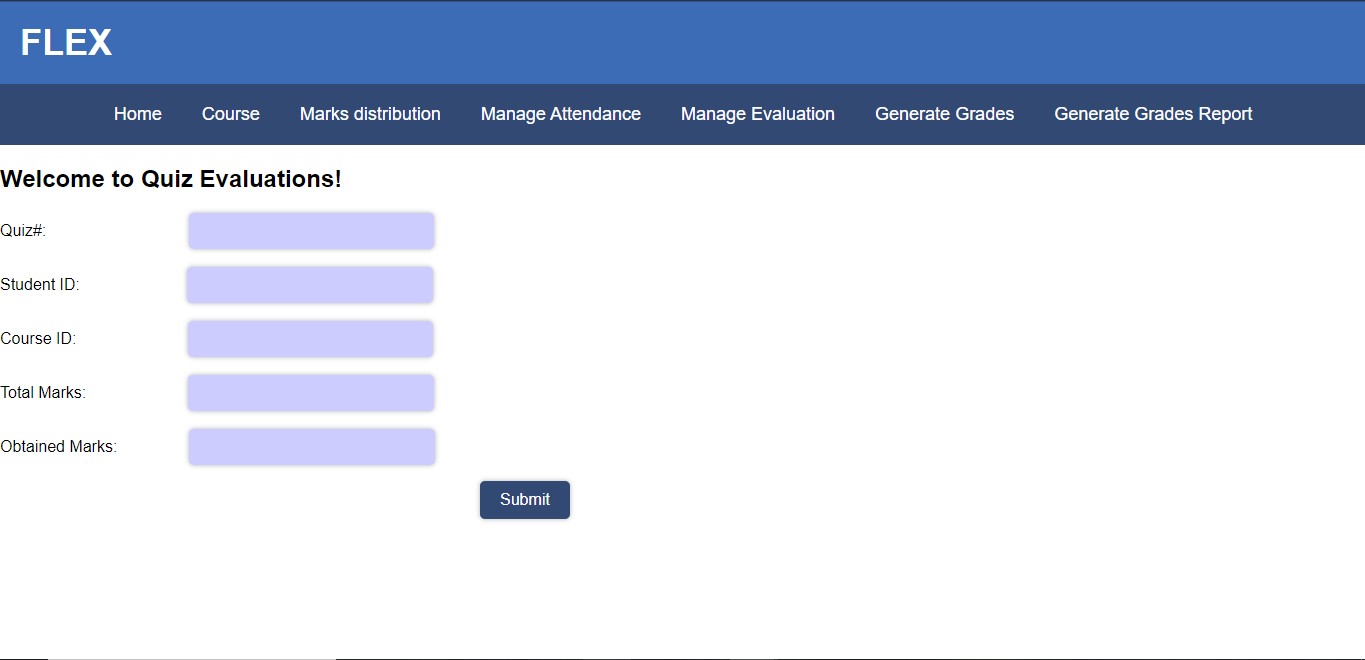 FLEX
Home Course Marks distribution Manage Attendance Manage Evaluation Generate Grades Generate Grades Report
Welcome to Quiz Evaluations!
Quiz#:
Student ID:
Course ID:
Total Marks:
Obtained Marks:
Submit